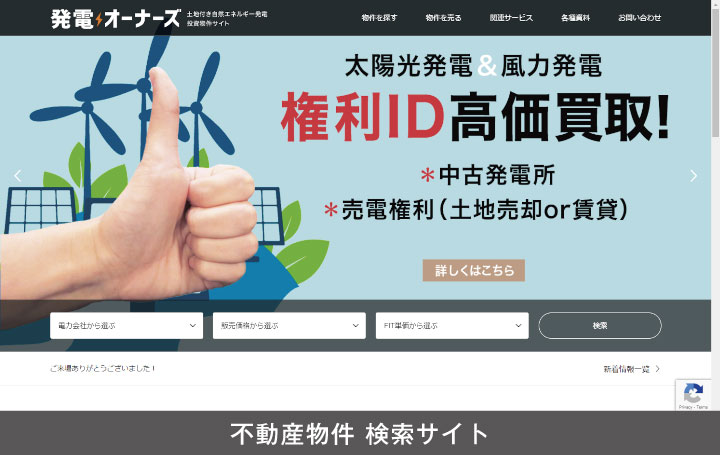 発電オーナーズ
土地付き自然エネルギー発電
投資物件サイト
物件を探す 物件を売る 関連サービス 各種資料 お問い合わせ
太陽光発電&風力発電
権利ID高価買取!
＊中古発電所
＊売電権利(土地売却or賃貸)
詳しくはこちら
電力会社から選ぶ 販売価格から選ぶ FIT単価から選ぶ 検索
ご来場ありがとうございました！ 新着情報一覧
Privacy - Terms
不動産物件 検索サイト